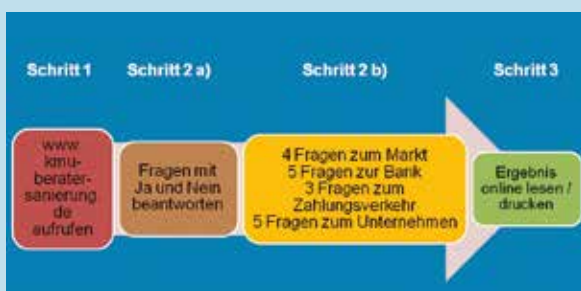 Schritt 1
Schritt 2 a)
Schritt 2 b)
Schritt 3
www
kmu-
berater-
sanierung.
de
aufrufen
Fragen mit
Ja und Nein
beantworten
4 Fragen zum Markt
5 Fragen zur Bank
3 Fragen zum
Zahlungsverkehr
5 Fragen zum Unternehmen
Ergebnis
online lesen /
drucken